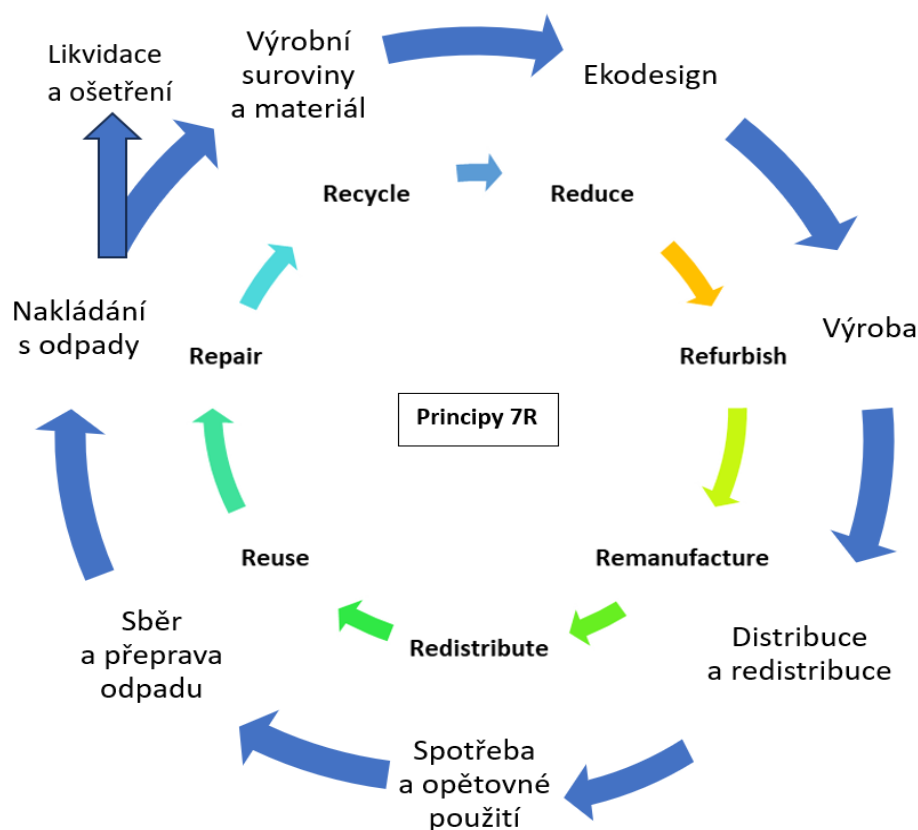 Likvidace
a ošetření
Výrobní
suroviny
a materiál
Ekodesign
Recycle
Reduce
Nakládání
s odpady
Repair
Refurbish
Výroba
Principy 7R
Reuse
Remanufacture
Sběr
a přeprava
odpadu
Redistribute
Distribuce
a redistribuce
Spotřeba
a opětovné
použití